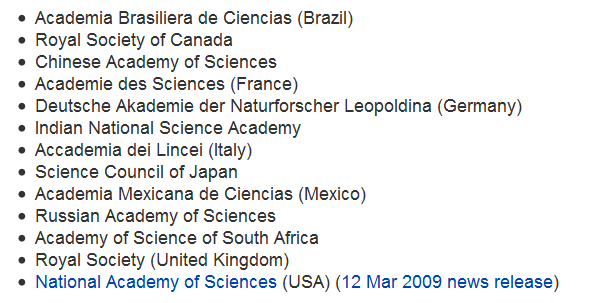 • Academia Brasiliera de Ciencias (Brazil)
• Royal Society of Canada
• Chinese Academy of Sciences
• Academie des Sciences (France)
• Deutsche Akademie der Naturforscher Leopoldina (Germany)
• Indian National Science Academy
• Accademia dei Lincei (Italy)
• Science Council of Japan
• Academia Mexicana de Ciencias (Mexico)
• Russian Academy of Sciences
• Academy of Science of South Africa
• Royal Society (United Kingdom)
• National Academy of Sciences (USA) (12 Mar 2009 news release)